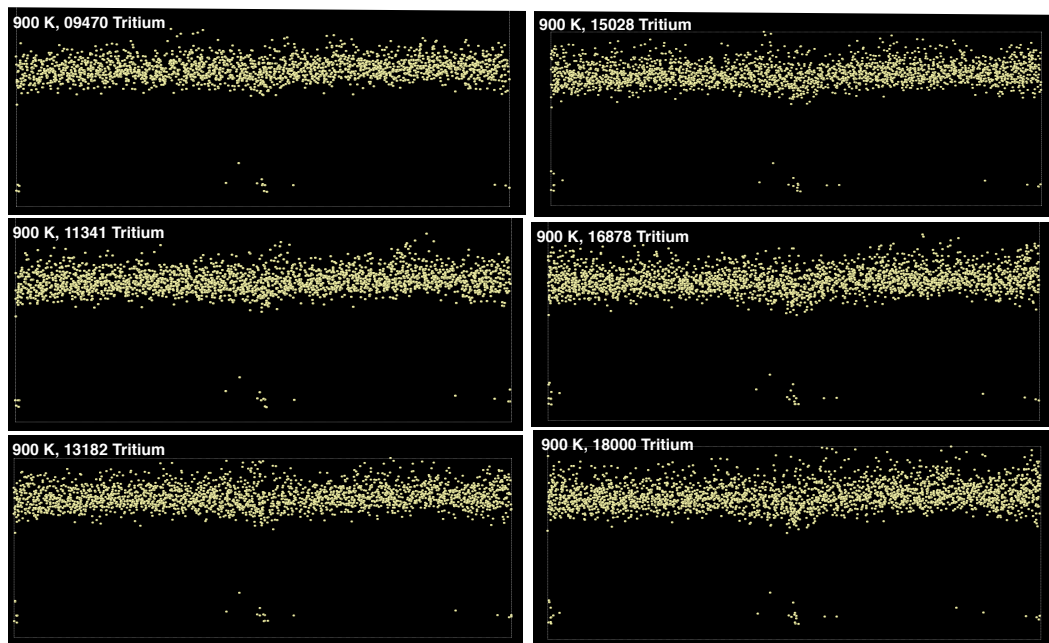 900 K, 09470 Tritium
900 K, 15028 Tritium
900 K, 11341 Tritium
900 K, 16878 Tritium
900 K, 13182 Tritium
900 K, 18000 Tritium